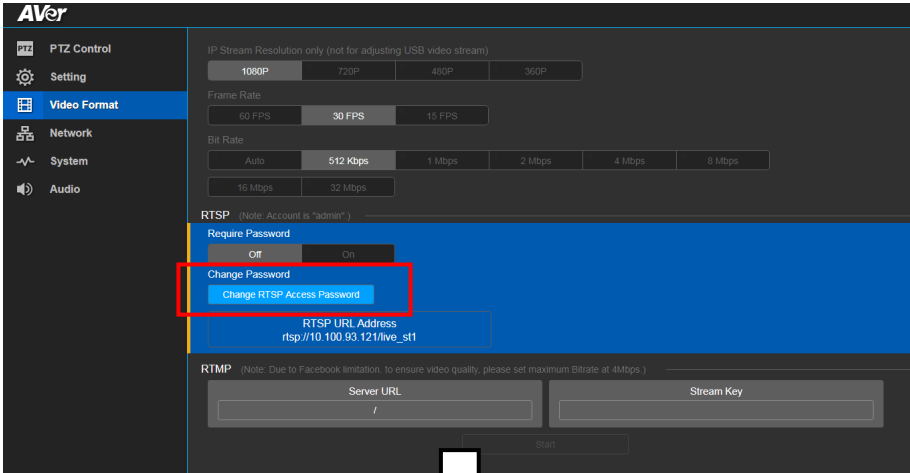 AVer
PTZ PTZ Control
Setting
Video Format
Network
System
Audio
IP Stream Resolution only (not for adjusting USB video stream)
1080P 720P 480P 360P
Frame Rate
60 FPS 30 FPS 15 FPS
Bit Rate
Auto 512 Kbps 1 Mbps 2 Mbps 4 Mbps 8 Mbps
16 Mbps 32 Mbps
RTSP (Note: Account is "admin".)
Require Password
Off On
Change Password
Change RTSP Access Password
RTSP URL Address
rtsp://10.100.93.121/live_st1
RTMP (Note: Due to Facebook limitation, to ensure video quality, please set maximum Bitrate at 4Mbps.)
Server URL Stream Key
/
Start